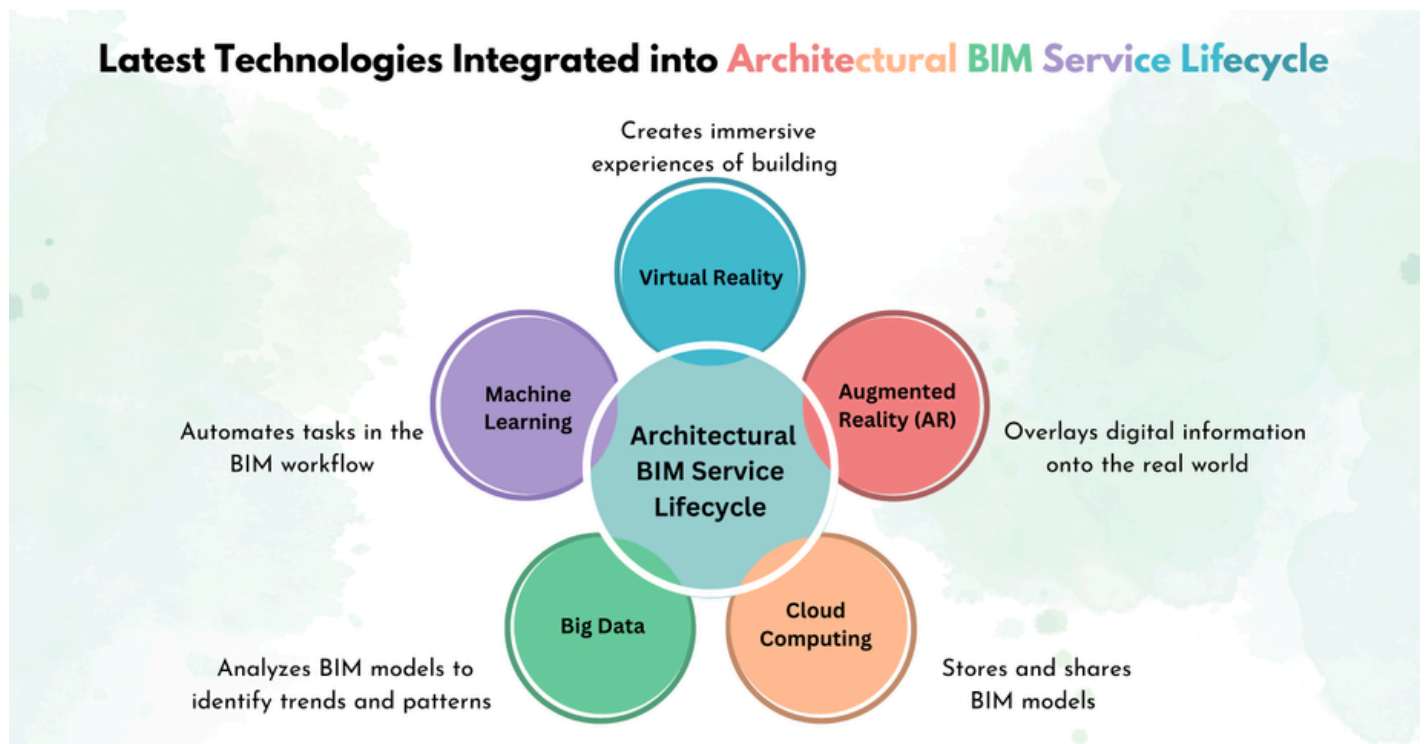 Latest Technologies Integrated into Architectural BIM Service Lifecycle
Creates immersive
experiences of building
Virtual Reality
Machine
Learning
Augmented
Reality (AR)
Automates tasks in the
BIM workflow
Architectural
BIM Service
Lifecycle
Overlays digital information
onto the real world
Big Data
Cloud
Computing
Analyzes BIM models to
identify trends and patterns
Stores and shares
BIM models